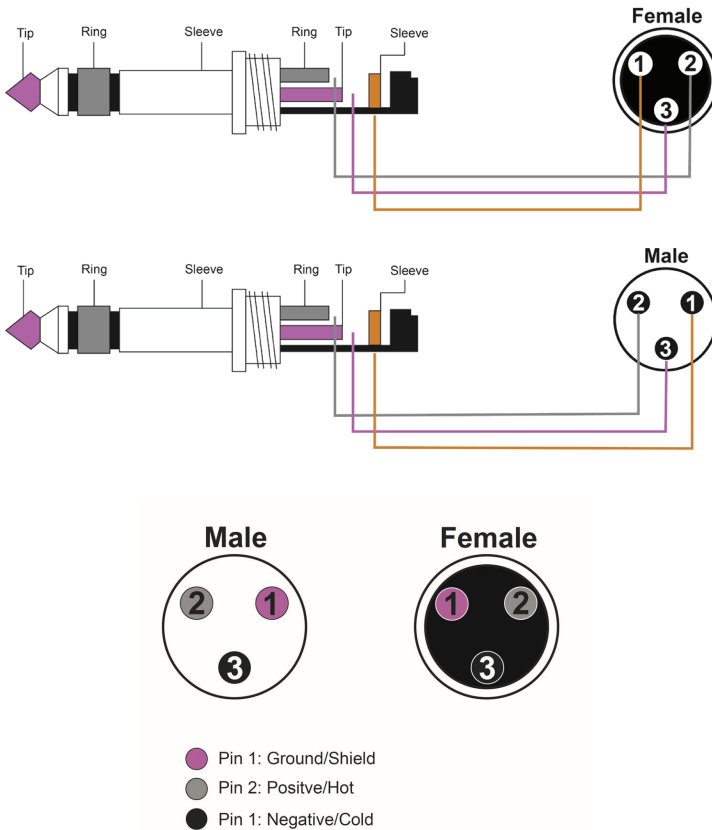 Female
Tip Ring Sleeve Ring Tip Sleeve
1 2
3
Male
Tip Ring Sleeve Ring Tip Sleeve
2 1
3
Male Female
2 1 1 2
3 3
Pin 1: Ground/Shield
Pin 2: Positve/Hot
Pin 1: Negative/Cold